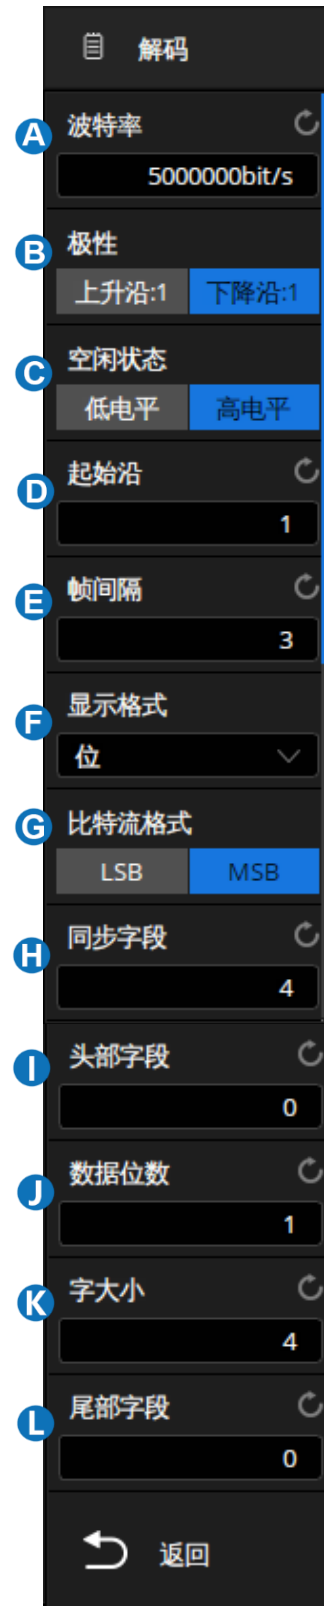 解码
A 波特率
5000000bit/s
B 极性
上升沿:1 下降沿:1
C 空闲状态
低电平 高电平
D 起始沿
1
E 帧间隔
3
F 显示格式
位
G 比特流格式
LSB MSB
H 同步字段
4
I 头部字段
0
J 数据位数
1
K 字大小
4
L 尾部字段
0
返回